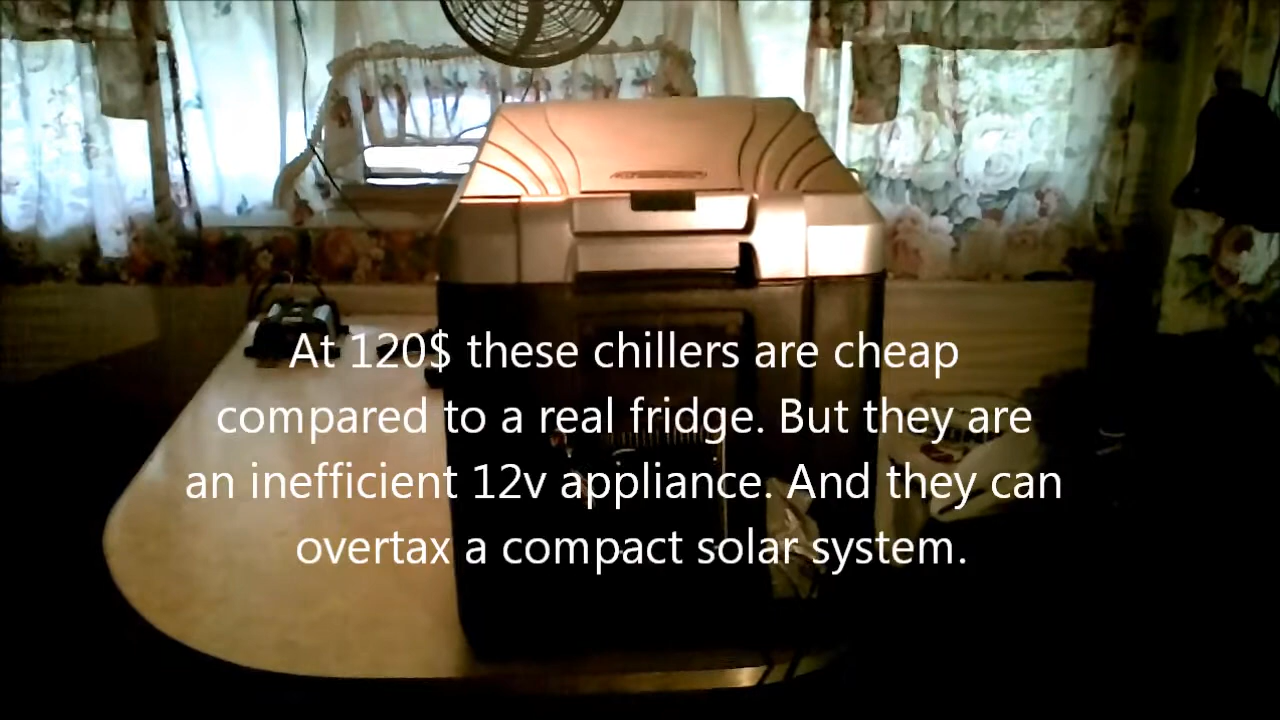 At 120$ these chillers are cheap
compared to a real fridge. But they are
an inefficient 12v appliance. And they can
overtax a compact solar system.